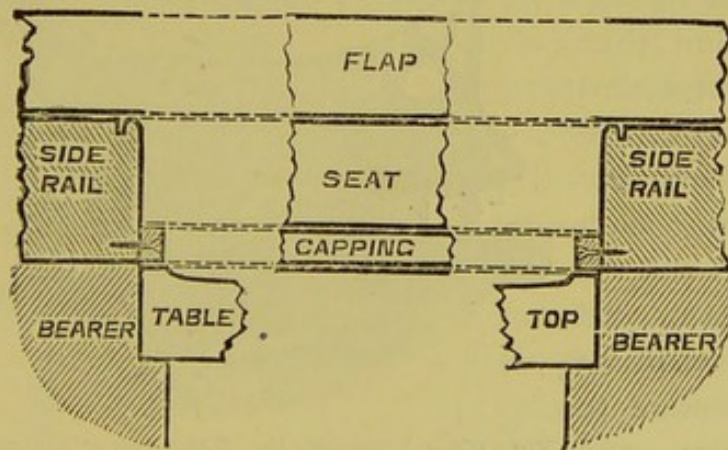 FLAP
SIDE
RAIL
SEAT
SIDE
RAIL
CAPPING
BEARER
TABLE
TOP
BEARER